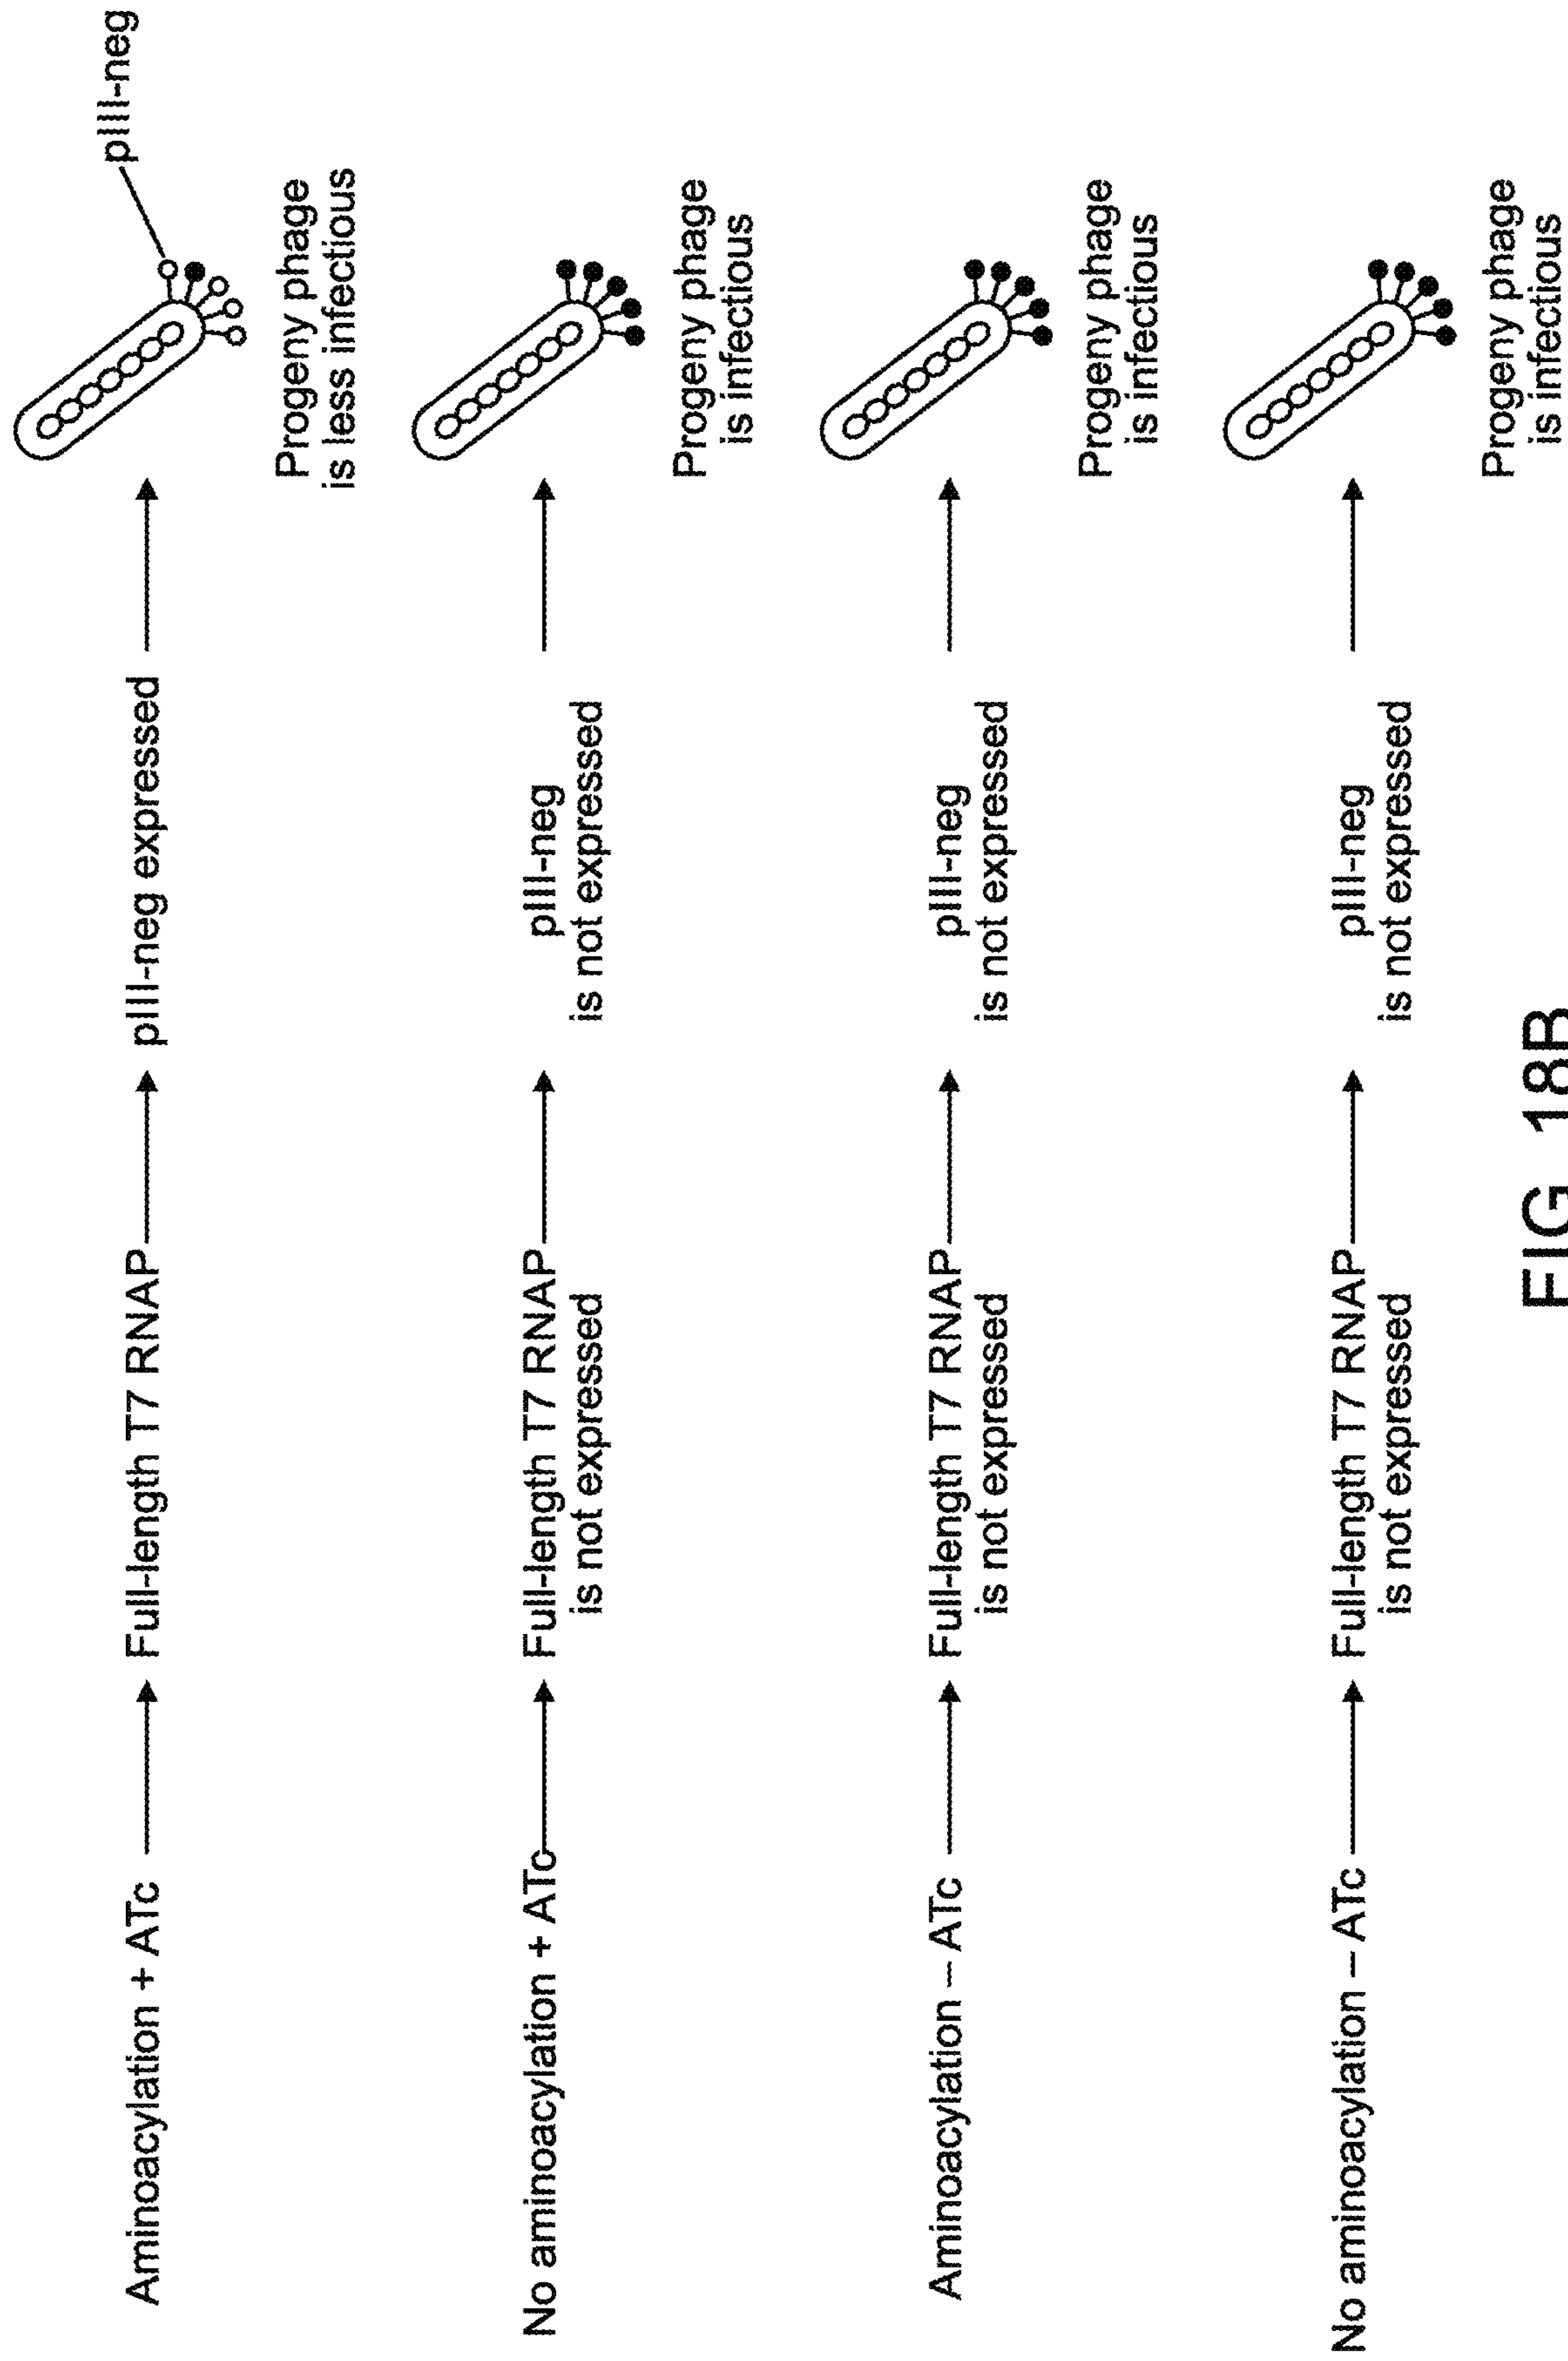 Aminoacylation + ATc
Full-length T7 RNAP
pIII-neg expressed
pIII-neg
Progeny phage
is less infectious
No aminoacylation + ATc
Full-length T7 RNAP
is not expressed
pIII-neg
is not expressed
Progeny phage
is infectious
Aminoacylation – ATc
Full-length T7 RNAP
is not expressed
pIII-neg
is not expressed
Progeny phage
is infectious
No aminoacylation – ATc
Full-length T7 RNAP
is not expressed
pIII-neg
is not expressed
Progeny phage
is infectious
FIG 18B